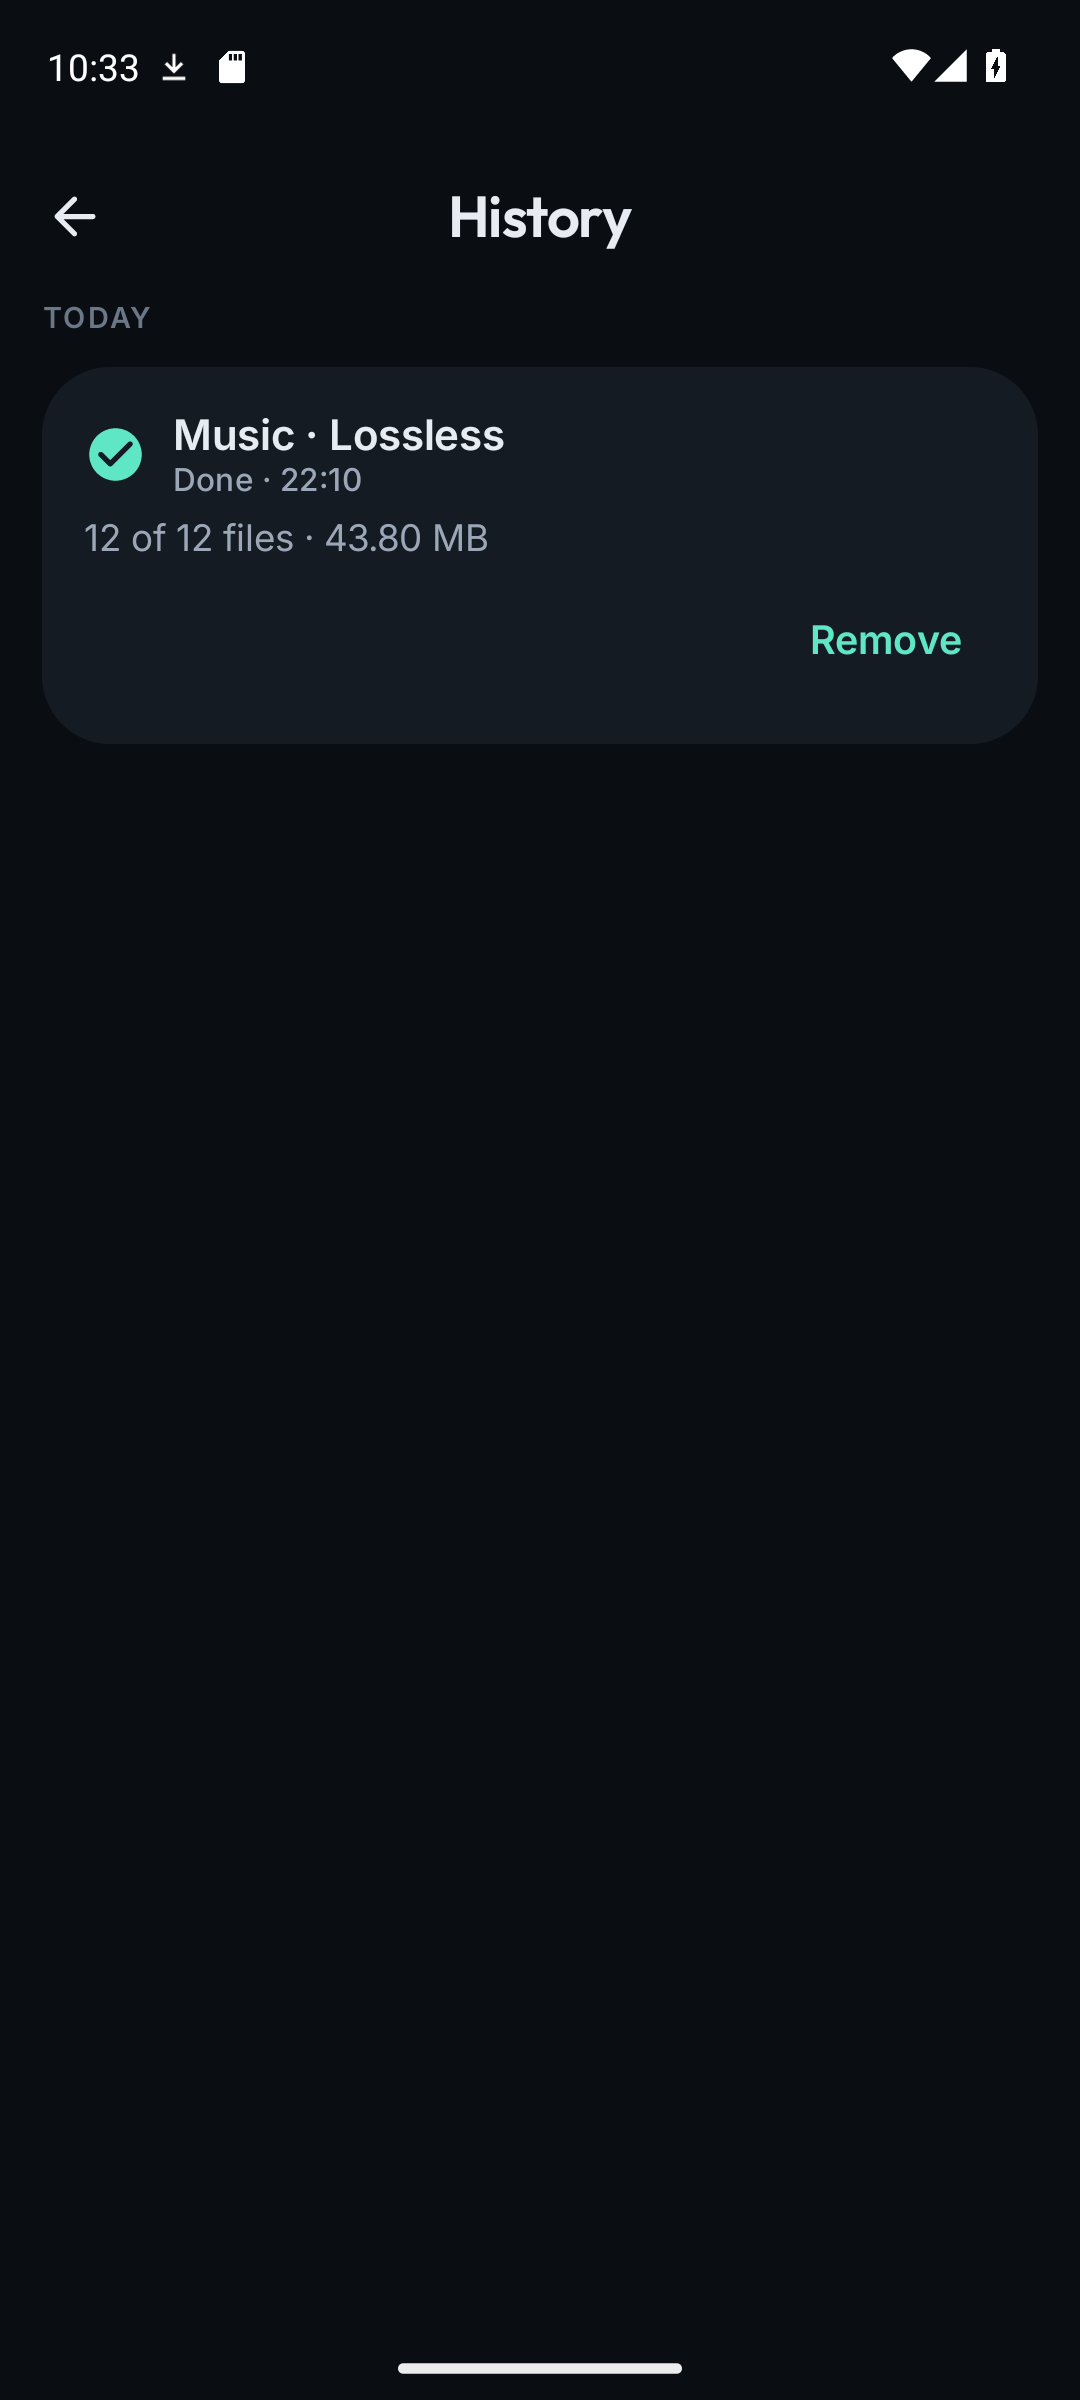 10:33
History
TODAY
Music · Lossless
Done · 22:10
12 of 12 files · 43.80 MB
Remove